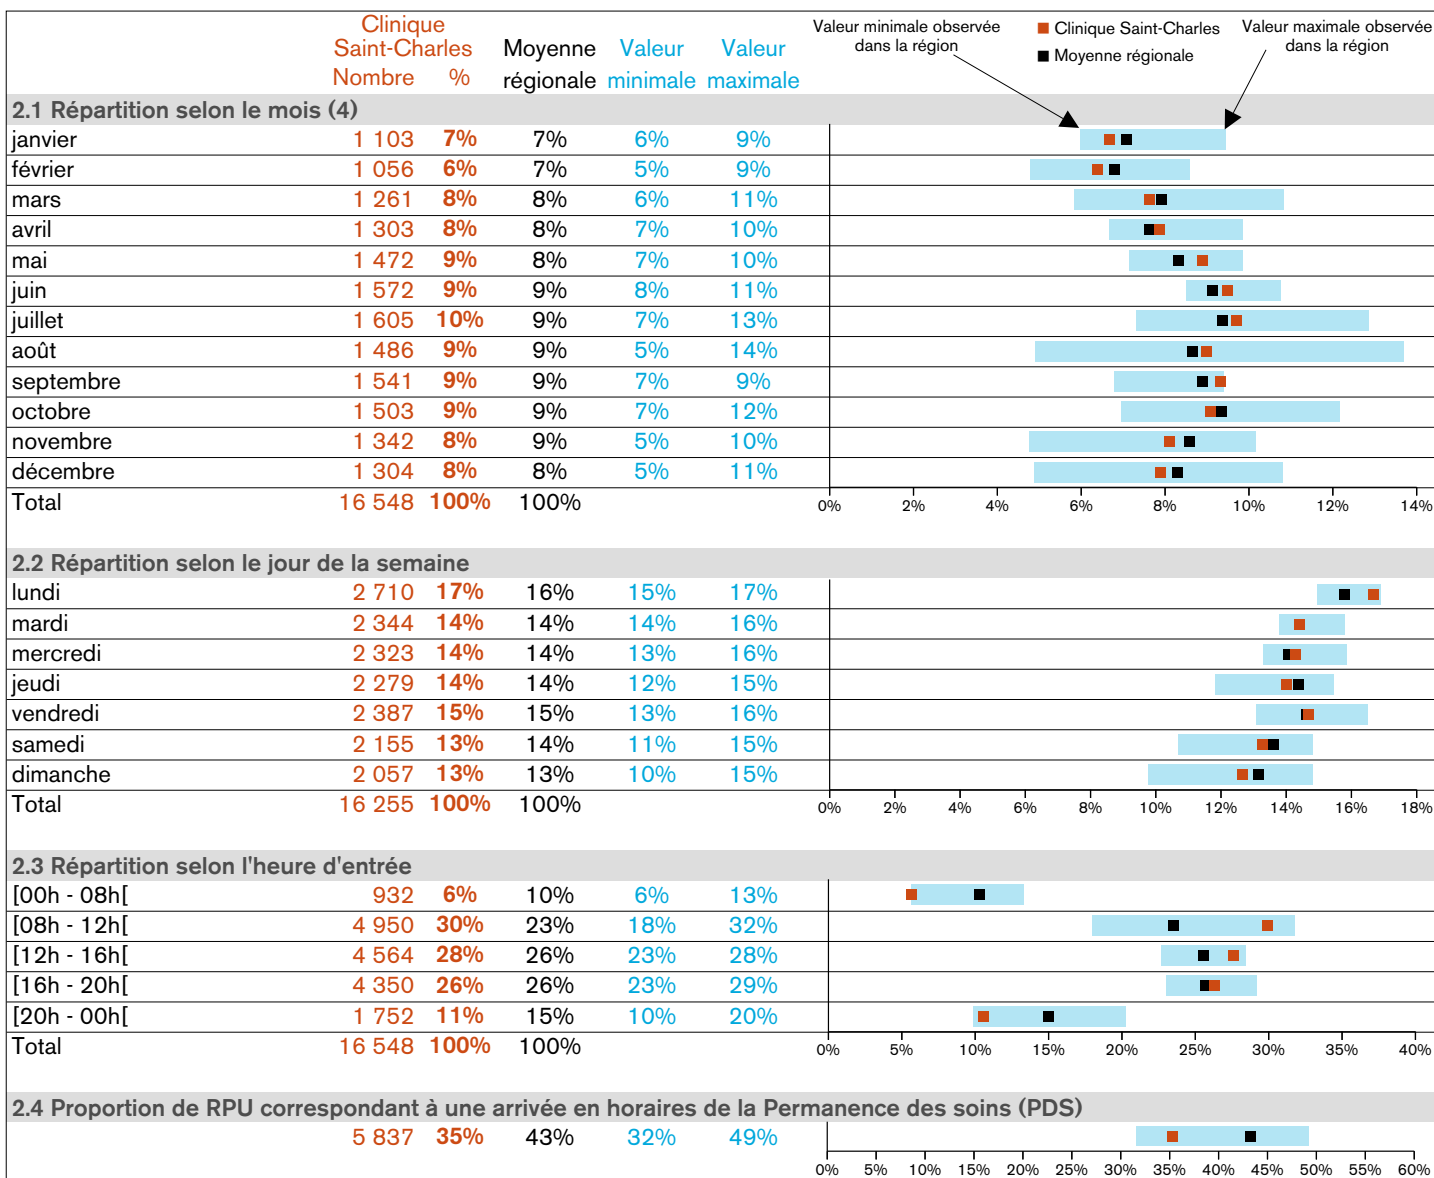 Clinique
Saint-Charles Moyenne Valeur Valeur
Nombre % régionale minimale maximale
Valeur minimale observée
dans la région
Clinique Saint-Charles
Moyenne régionale
Valeur maximale observée
dans la région
2.1 Répartition selon le mois (4)
janvier 1 103 7% 7% 6% 9%
février 1 056 6% 7% 5% 9%
mars 1 261 8% 8% 6% 11%
avril 1 303 8% 8% 7% 10%
mai 1 472 9% 8% 7% 10%
juin 1 572 9% 9% 8% 11%
juillet 1 605 10% 9% 7% 13%
août 1 486 9% 9% 5% 14%
septembre 1 541 9% 9% 7% 9%
octobre 1 503 9% 9% 7% 12%
novembre 1 342 8% 9% 5% 10%
décembre 1 304 8% 8% 5% 11%
Total 16 548 100% 100%
0% 2% 4% 6% 8% 10% 12% 14%
2.2 Répartition selon le jour de la semaine
lundi 2 710 17% 16% 15% 17%
mardi 2 344 14% 14% 14% 16%
mercredi 2 323 14% 14% 13% 16%
jeudi 2 279 14% 14% 12% 15%
vendredi 2 387 15% 15% 13% 16%
samedi 2 155 13% 14% 11% 15%
dimanche 2 057 13% 13% 10% 15%
Total 16 255 100% 100%
0% 2% 4% 6% 8% 10% 12% 14% 16% 18%
2.3 Répartition selon l'heure d'entrée
[00h - 08h[ 932 6% 10% 6% 13%
[08h - 12h[ 4 950 30% 23% 18% 32%
[12h - 16h[ 4 564 28% 26% 23% 28%
[16h - 20h[ 4 350 26% 26% 23% 29%
[20h - 00h[ 1 752 11% 15% 10% 20%
Total 16 548 100% 100%
0% 5% 10% 15% 20% 25% 30% 35% 40%
2.4 Proportion de RPU correspondant à une arrivée en horaires de la Permanence des soins (PDS)
5 837 35% 43% 32% 49%
0% 5% 10% 15% 20% 25% 30% 35% 40% 45% 50% 55% 60%